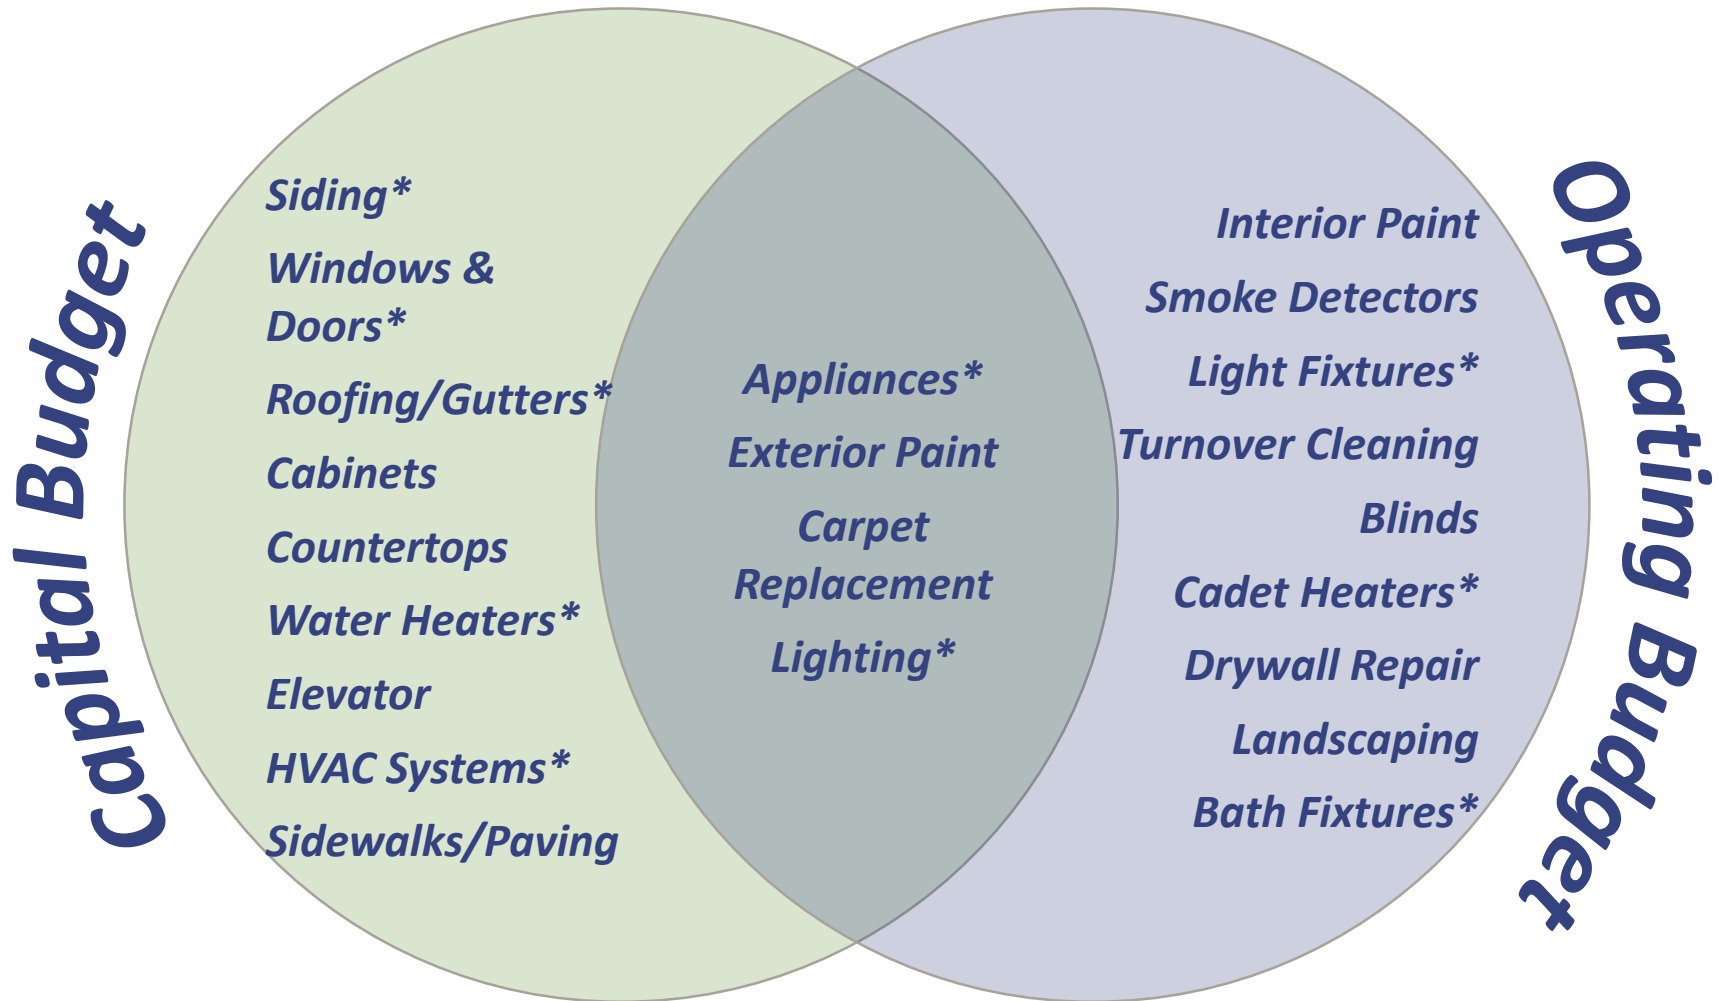 Capital Budget
Siding*
Windows &
Doors*
Roofing/Gutters*
Cabinets
Countertops
Water Heaters*
Elevator
HVAC Systems*
Sidewalks/Paving
Appliances*
Exterior Paint
Carpet
Replacement
Lighting*
Interior Paint
Smoke Detectors
Light Fixtures*
Turnover Cleaning
Blinds
Cadet Heaters*
Drywall Repair
Landscaping
Bath Fixtures*
Operating Budget